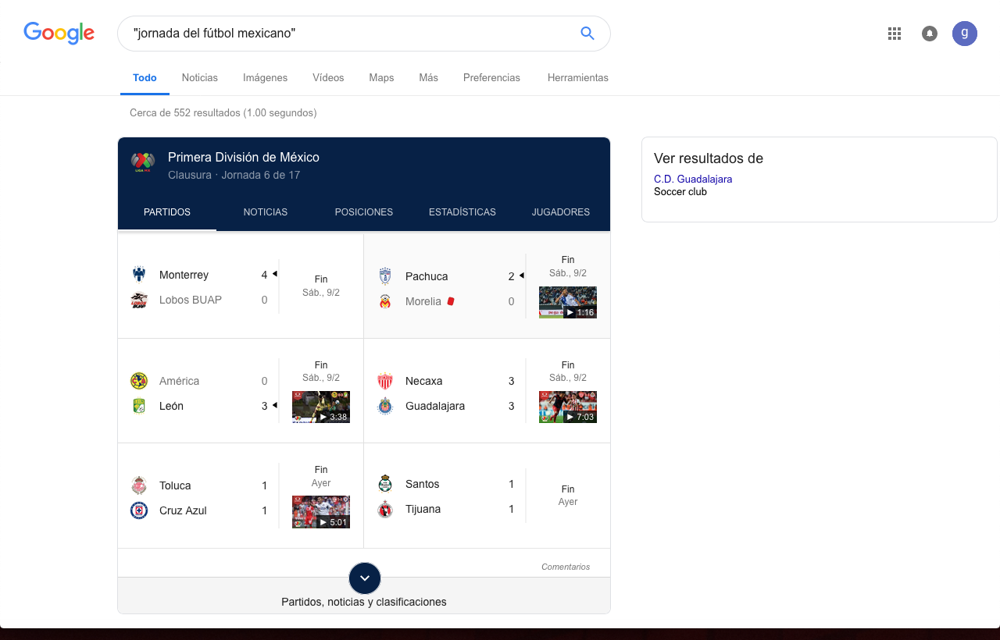 Google
"jornada del fútbol mexicano"
g
Todo Noticias Imágenes Vídeos Maps Más Preferencias Herramientas
Cerca de 552 resultados (1.00 segundos)
Primera División de México
Clausura · Jornada 6 de 17
PARTIDOS NOTICIAS POSICIONES ESTADÍSTICAS JUGADORES
Monterrey 4
Lobos BUAP 0
Fin
Sáb., 9/2
Pachuca 2
Morelia 0
Fin
Sáb., 9/2
1:16
América 0
León 3
Fin
Sáb., 9/2
3:38
Necaxa 3
Guadalajara 3
Fin
Sáb., 9/2
7:03
Toluca 1
Cruz Azul 1
Fin
Ayer
5:01
Santos 1
Tijuana 1
Fin
Ayer
Comentarios
Partidos, noticias y clasificaciones
Ver resultados de
C.D. Guadalajara
Soccer club